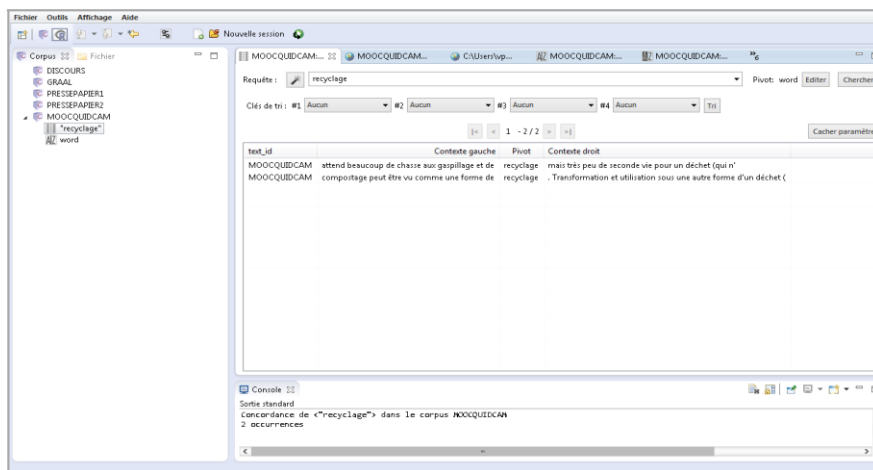 Fichier Outils Affichage Aide
Nouvelle session
Corpus Fichier
DISCOURS
GRAAL
PRESSEPAPIER1
PRESSEPAPIER2
MOOCQUIDCAM
"recyclage"
word
MOOCQUIDCAM:... MOOCQUIDCAM... C:\Users\vp... MOOCQUIDCAM:... MOOCQUIDCAM:... »6
Requête : recyclage Pivot: word Editer Chercher
Clés de tri : #1 Aucun #2 Aucun #3 Aucun #4 Aucun Tri
|< < 1 - 2 / 2 > >| Cacher paramètre
text_id Contexte gauche Pivot Contexte droit
MOOCQUIDCAM attend beaucoup de chasse aux gaspillage et de recyclage mais très peu de seconde vie pour un déchet (qui n'
MOOCQUIDCAM compostage peut être vu comme une forme de recyclage . Transformation et utilisation sous une autre forme d'un déchet (
Console
Sortie standard
Concordance de <"recyclage"> dans le corpus MOOCQUIDCAM
2 occurrences